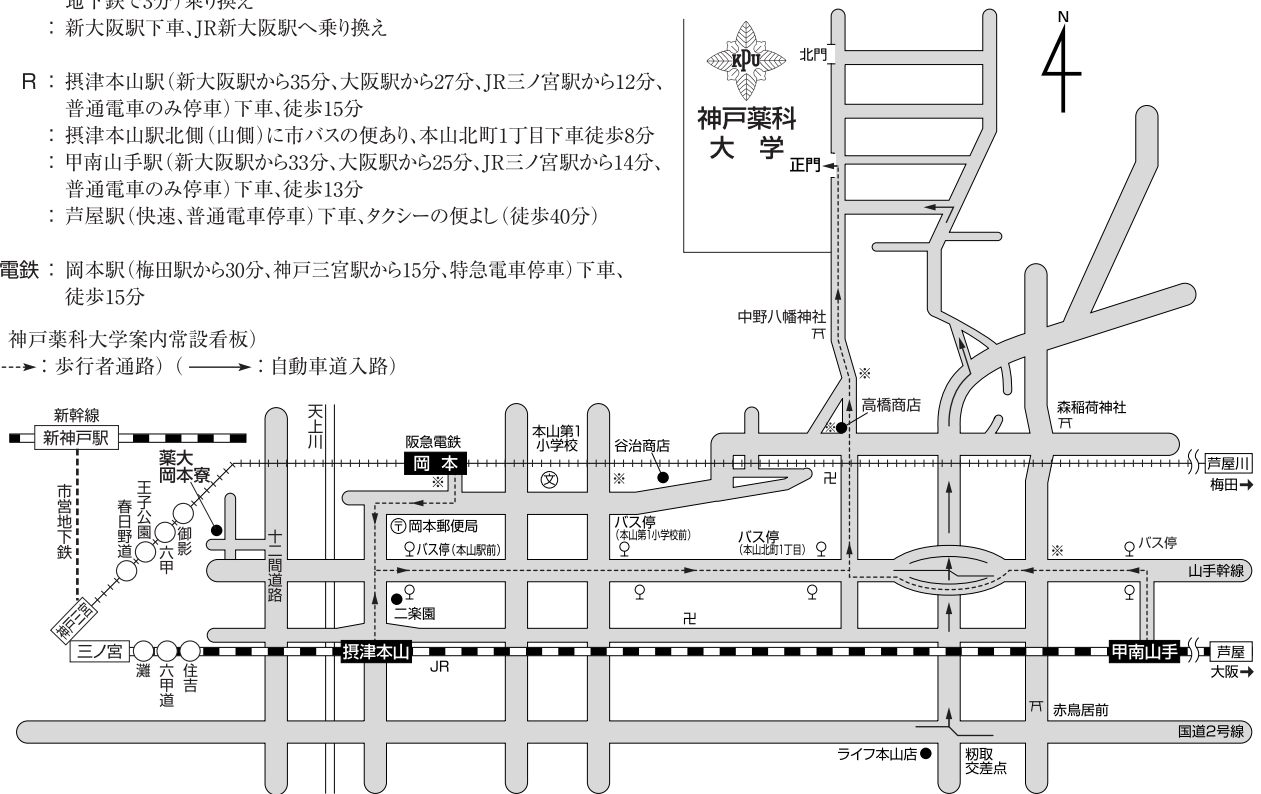 地下鉄で3分）乗り換え
：新大阪駅下車、JR新大阪駅へ乗り換え
R：摂津本山駅（新大阪駅から35分、大阪駅から27分、JR三ノ宮駅から12分、
普通電車のみ停車）下車、徒歩15分
：摂津本山駅北側（山側）に市バスの便あり、本山北町1丁目下車徒歩8分
：甲南山手駅（新大阪駅から33分、大阪駅から25分、JR三ノ宮駅から14分、
普通電車のみ停車）下車、徒歩13分
：芦屋駅（快速、普通電車停車）下車、タクシーの便よし（徒歩40分）
電鉄：岡本駅（梅田駅から30分、神戸三宮駅から15分、特急電車停車）下車、
徒歩15分
神戸薬科大学案内常設看板）
：歩行者通路）（
：自動車道入路）
KPU
神戸薬科
大学
北門
正門
N
中野八幡神社
※
高橋商店
※
森稲荷神社
新幹線
新神戸駅
市営地下鉄
薬大
岡本寮
王子公園
春日野道
六甲
御影
神戸三宮
三ノ宮
灘
六甲道
住吉
十二間道路
天上川
阪急電鉄
岡本
※
本山第1
小学校
文
谷治商店
※
卍
芦屋川
梅田
〒岡本郵便局
バス停（本山駅前）
バス停
（本山第1小学校前）
バス停
（本山北町1丁目）
※
バス停
山手幹線
二楽園
卍
摂津本山
JR
甲南山手
芦屋
大阪
赤鳥居前
国道2号線
ライフ本山店
籾取
交差点